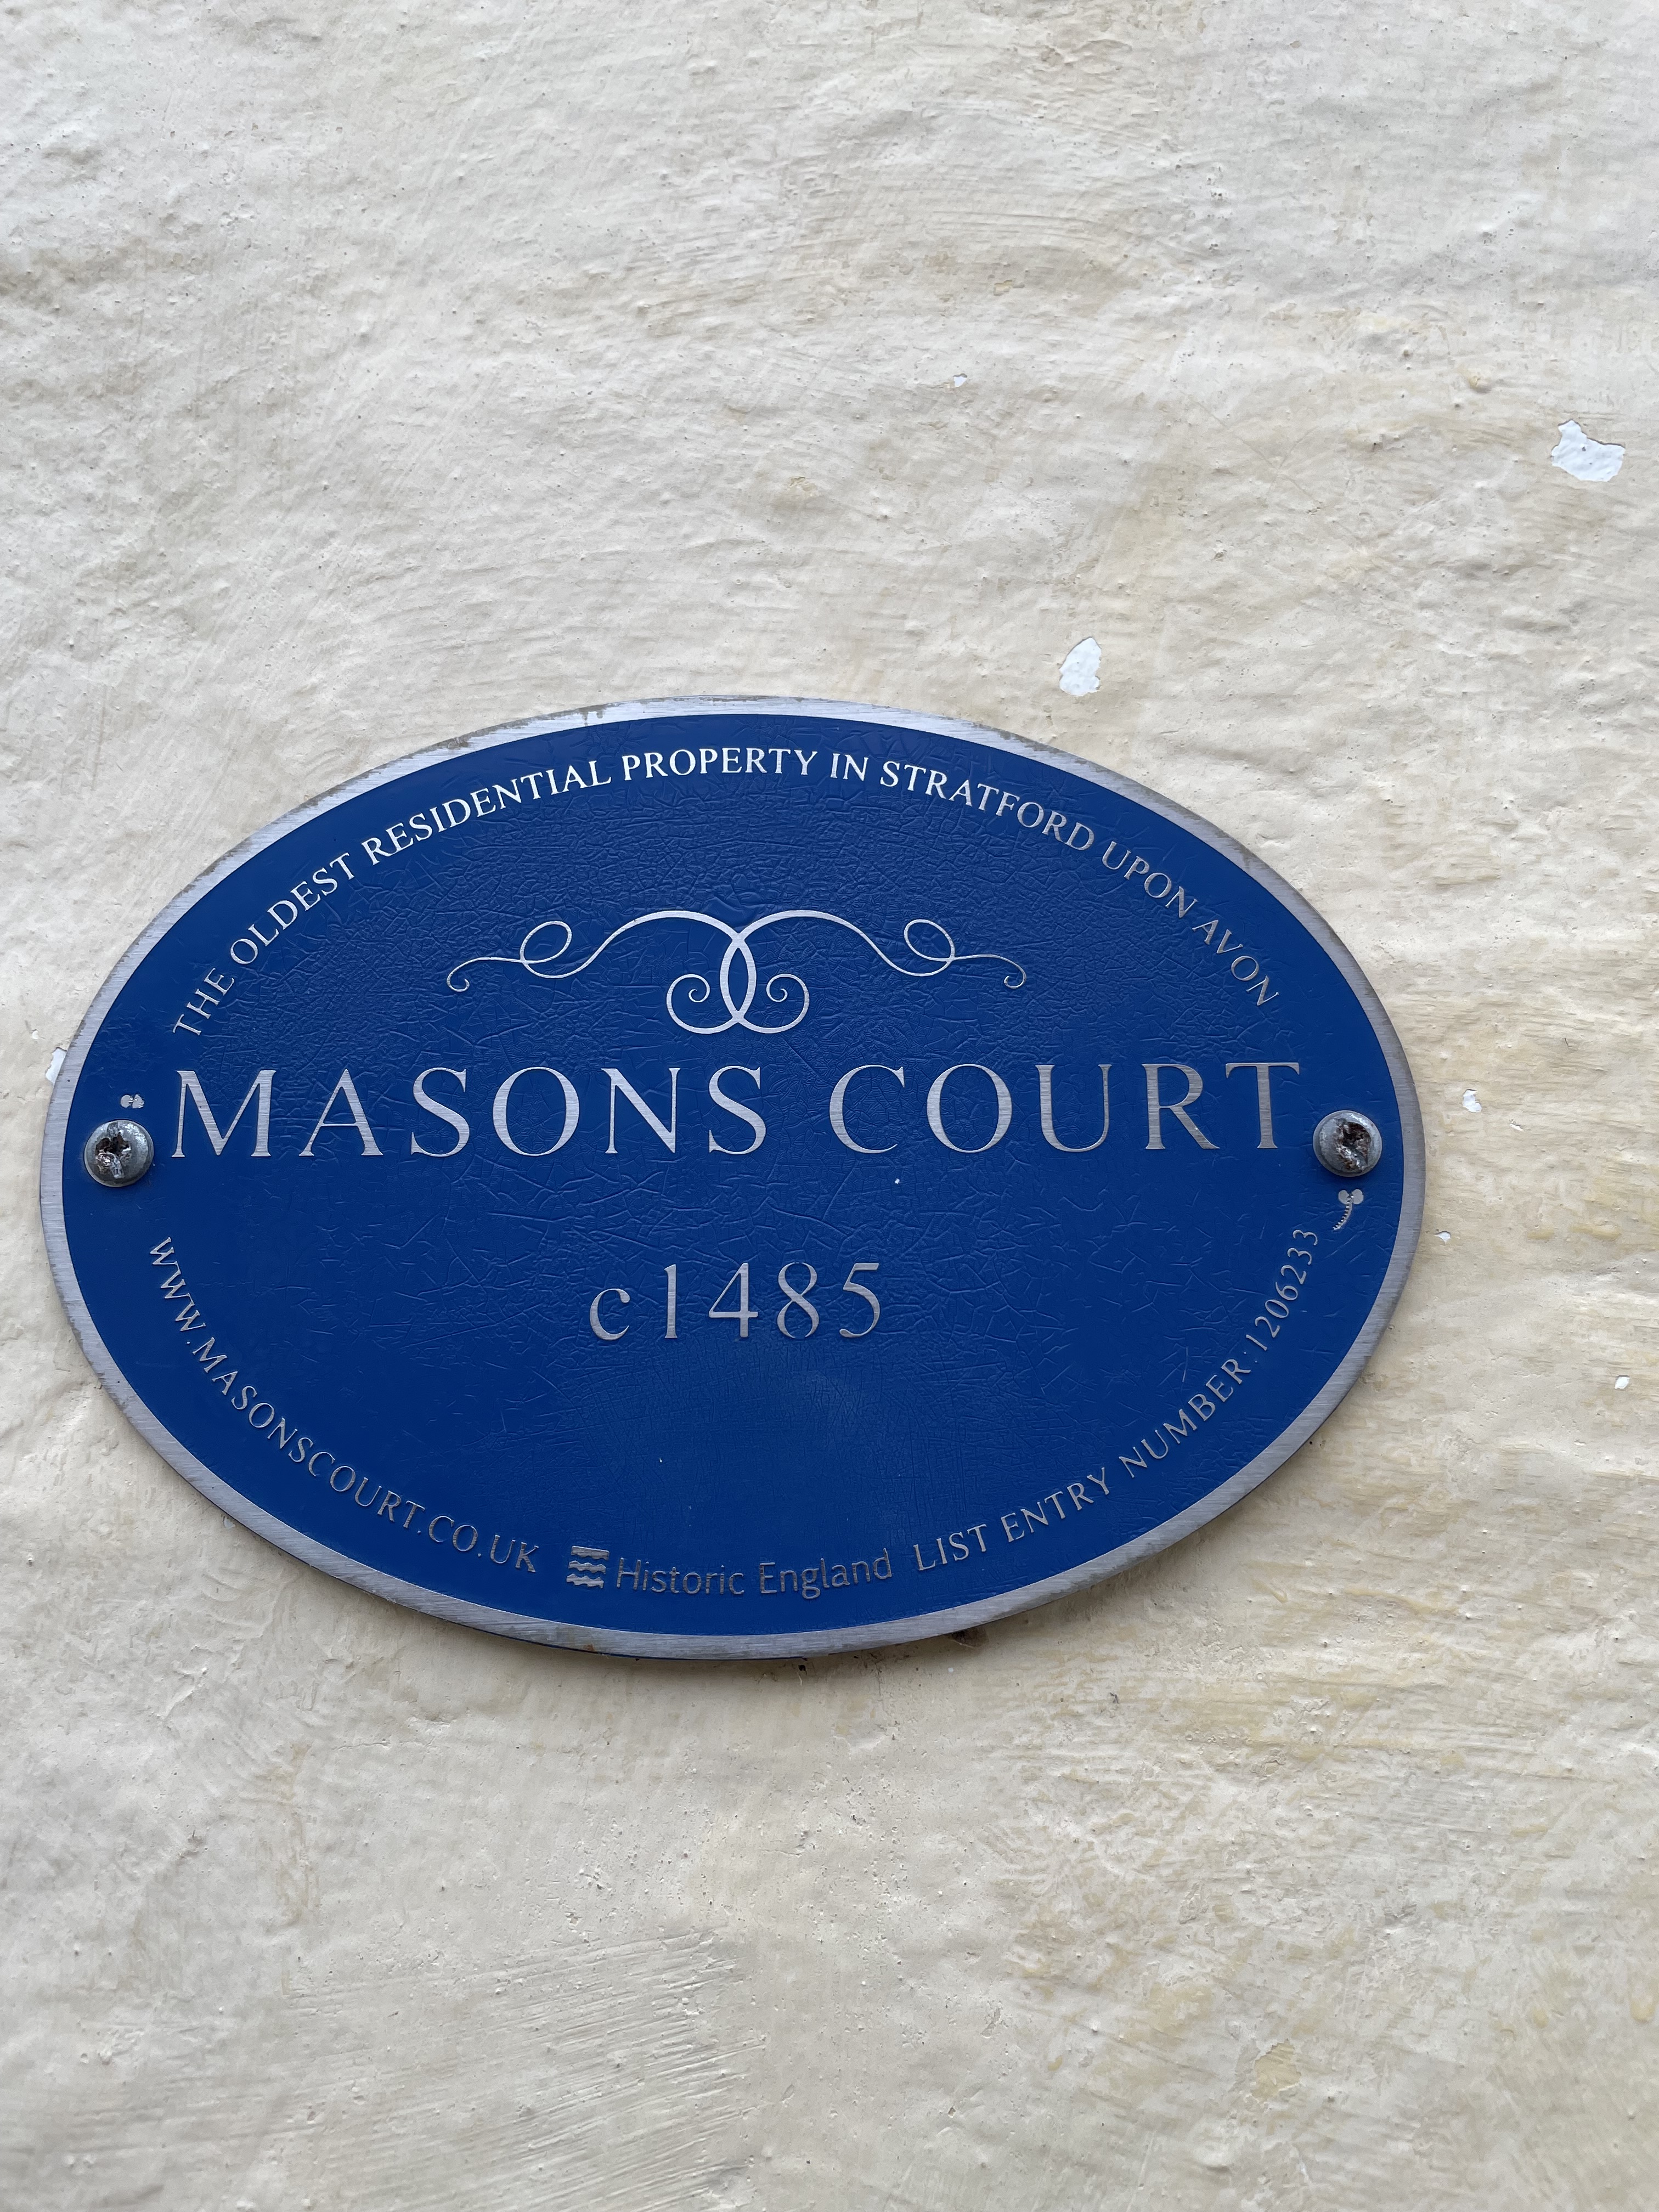 THE OLDEST RESIDENTIAL PROPERTY IN STRATFORD UPON AVON
MASONS COURT
c1485
WWW.MASONSCOURT.CO.UK
Historic England
LIST ENTRY NUMBER: 1206233